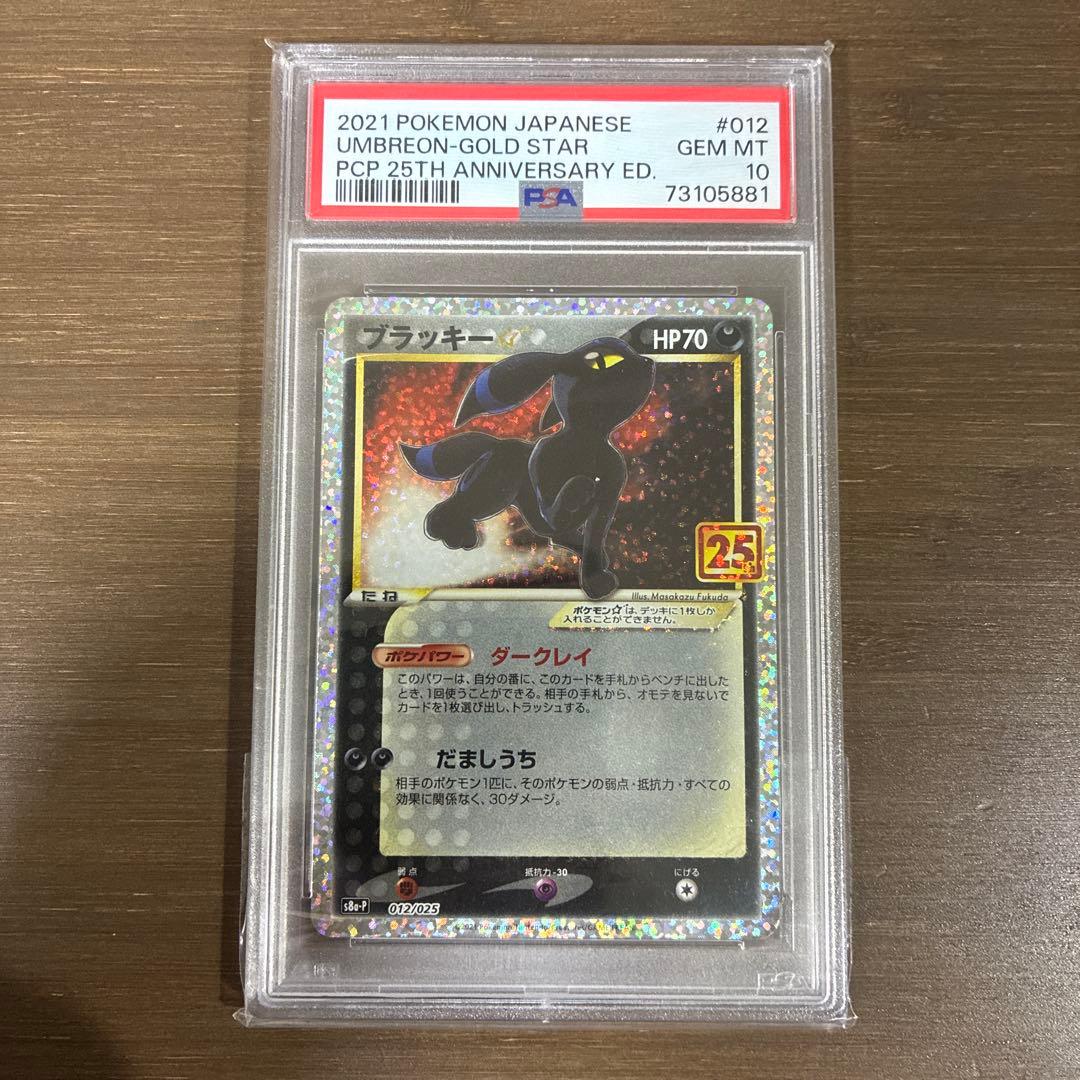 2021 POKEMON JAPANESE #012
UMBREON-GOLD STAR GEM MT
PCP 25TH ANNIVERSARY ED. 10
PSA 73105881
ブラッキー☆ HP70
25
たね Illus. Masakazu Fukuda
ポケモン☆は、デッキに1枚しか
入れることができません。
ポケパワー ダークレイ
このパワーは、自分の番に、このカードを手札からベンチに出した
とき、1回使うことができる。相手の手札から、オモテを見ないで
カードを1枚選び出し、トラッシュする。
だましうち
相手のポケモン1匹に、そのポケモンの弱点・抵抗力・すべての
効果に関係なく、30ダメージ。
弱点 抵抗力-30 にげる
s8a-P 012/025